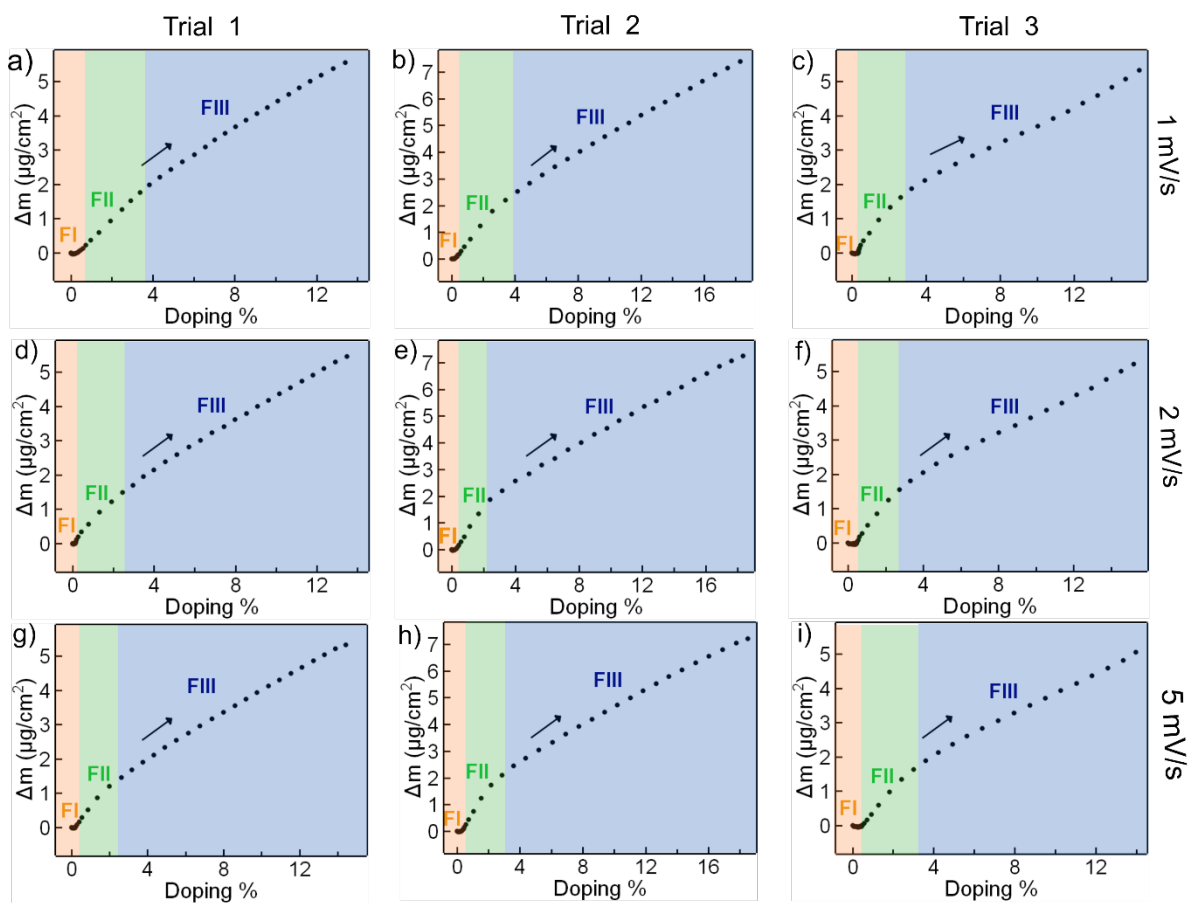 Trial 1 Trial 2 Trial 3
a) b) c)
Δm (μg/cm²) 5 4 3 2 1 0 FI FII FIII 0 4 8 12 Doping %
Δm (μg/cm²) 7 6 5 4 3 2 1 0 FI FII FIII 0 4 8 12 16 Doping %
Δm (μg/cm²) 5 4 3 2 1 0 FI FII FIII 0 4 8 12 Doping %
1 mV/s
d) e) f)
Δm (μg/cm²) 5 4 3 2 1 0 FI FII FIII 0 4 8 12 Doping %
Δm (μg/cm²) 7 6 5 4 3 2 1 0 FI FII FIII 0 4 8 12 16 Doping %
Δm (μg/cm²) 5 4 3 2 1 0 FI FII FIII 0 4 8 12 Doping %
2 mV/s
g) h) i)
Δm (μg/cm²) 5 4 3 2 1 0 FI FII FIII 0 4 8 12 Doping %
Δm (μg/cm²) 7 6 5 4 3 2 1 0 FI FII FIII 0 4 8 12 16 Doping %
Δm (μg/cm²) 5 4 3 2 1 0 FI FII FIII 0 4 8 12 Doping %
5 mV/s